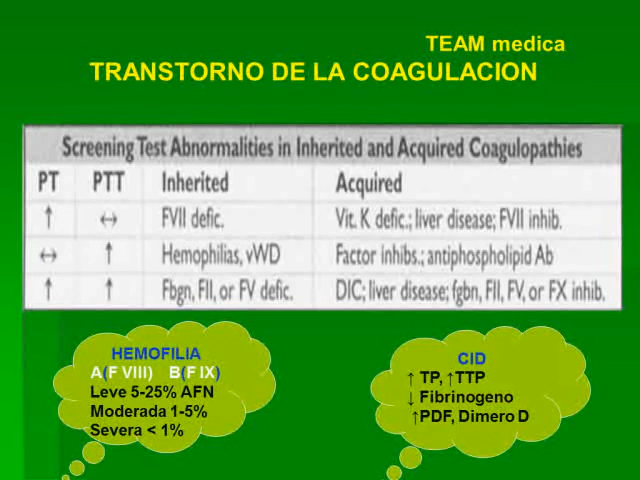 TEAM medica
TRANSTORNO DE LA COAGULACION
Screening Test Abnormalities in Inherited and Acquired Coagulopathies
PT PTT Inherited Acquired
↑ ↔ FVII defic. Vit. K defic.; liver disease; FVII inhib.
↔ ↑ Hemophilias, vWD Factor inhibs.; antiphospholipid Ab
↑ ↑ Fbgn, FII, or FV defic. DIC; liver disease; fgbn, FII, FV, or FX inhib.
HEMOFILIA
A(F VIII) B(F IX)
Leve 5-25% AFN
Moderada 1-5%
Severa < 1%
CID
↑ TP, ↑TTP
↓ Fibrinogeno
↑PDF, Dimero D